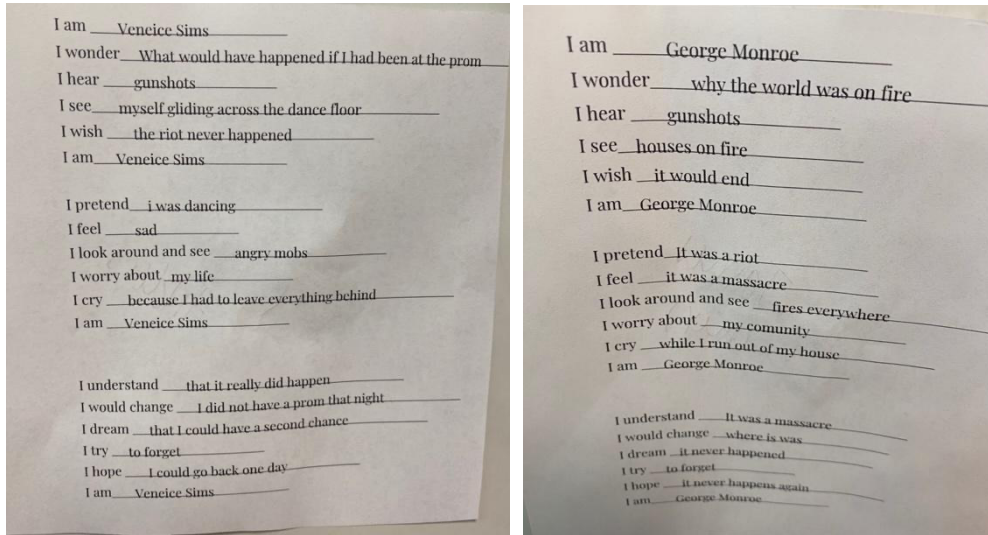 I am Veneice Sims
I wonder What would have happened if I had been at the prom
I hear gunshots
I see myself gliding across the dance floor
I wish the riot never happened
I am Veneice Sims
I pretend i was dancing
I feel sad
I look around and see angry mobs
I worry about my life
I cry because I had to leave everything behind
I am Veneice Sims
I understand that it really did happen
I would change I did not have a prom that night
I dream that I could have a second chance
I try to forget
I hope I could go back one day
I am Veneice Sims
I am George Monroe
I wonder why the world was on fire
I hear gunshots
I see houses on fire
I wish it would end
I am George Monroe
I pretend It was a riot
I feel it was a massacre
I look around and see fires everywhere
I worry about my comunity
I cry while I run out of my house
I am George Monroe
I understand It was a massacre
I would change where is was
I dream it never happened
I try to forget
I hope it never happens again
I am George Monroe